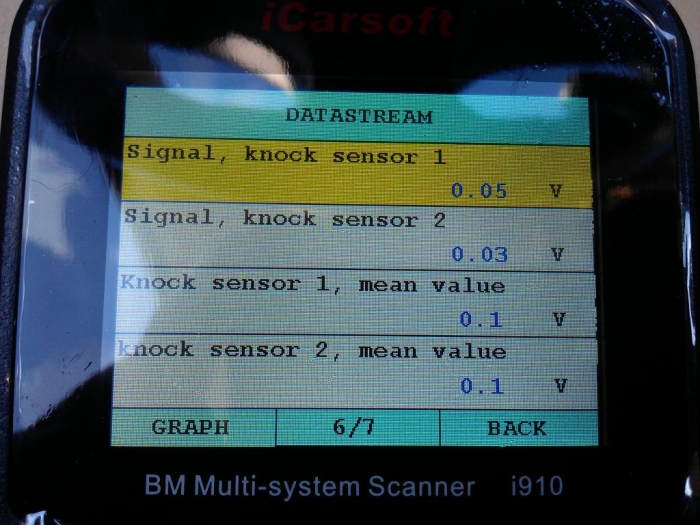 iCarsoft
DATASTREAM
Signal, knock sensor 1
0.05 V
Signal, knock sensor 2
0.03 V
Knock sensor 1, mean value
0.1 V
knock sensor 2, mean value
0.1 V
GRAPH 6/7 BACK
BM Multi-system Scanner i910